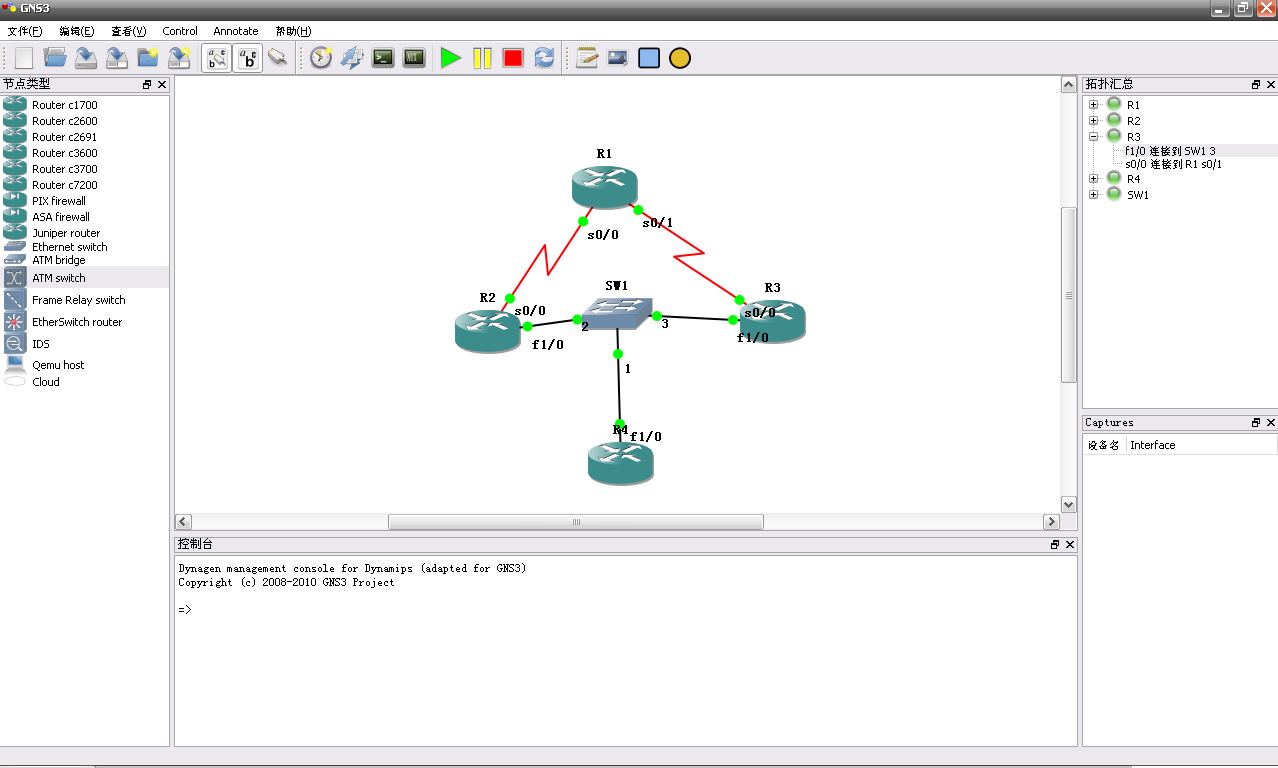 GNS3
文件(F) 编辑(E) 查看(V) Control Annotate 帮助(H)
节点类型
Router c1700
Router c2600
Router c2691
Router c3600
Router c3700
Router c7200
PIX firewall
ASA firewall
Juniper router
Ethernet switch
ATM bridge
ATM switch
Frame Relay switch
EtherSwitch router
IDS
Qemu host
Cloud
R1
s0/0
s0/1
R2
s0/0
SW1
R3
s0/0
2
3
f1/0
f1/0
1
R4
f1/0
控制台
Dynagen management console for Dynamips (adapted for GNS3)
Copyright (c) 2008-2010 GNS3 Project
=>
拓扑汇总
R1
R2
R3
f1/0 连接到 SW1 3
s0/0 连接到 R1 s0/1
R4
SW1
Captures
设备名 Interface